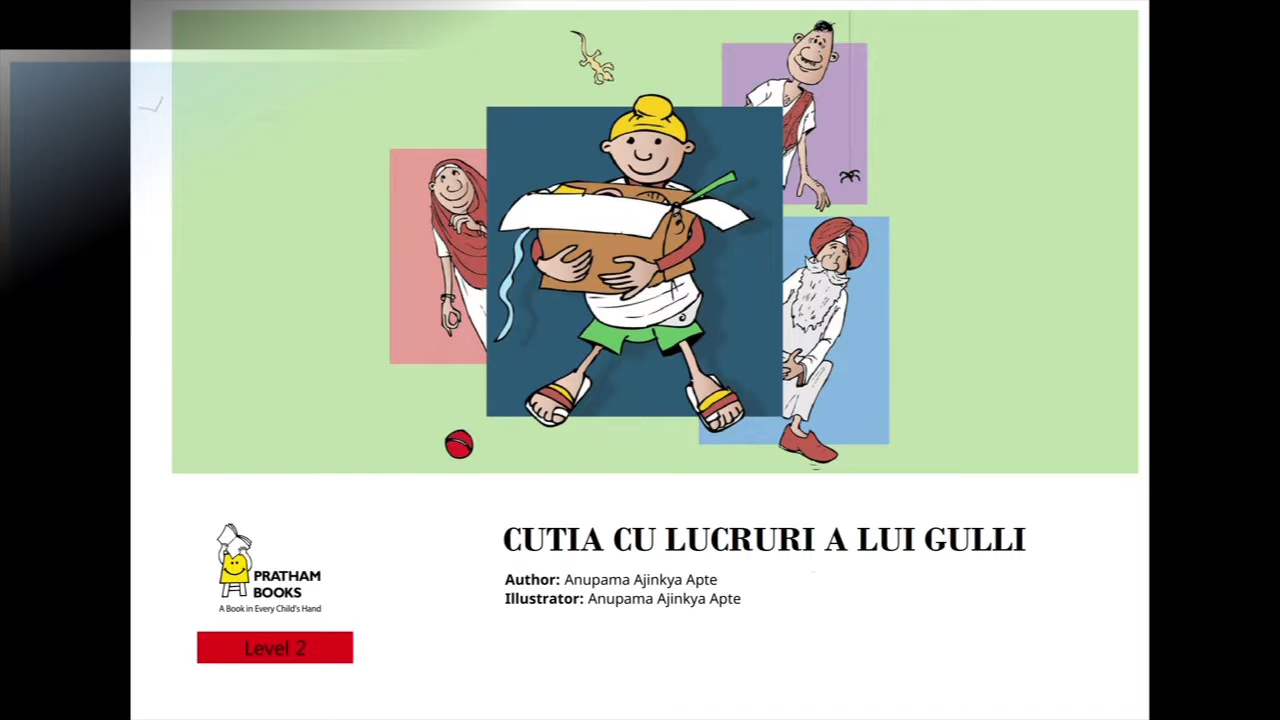 CUTIA CU LUCRURI A LUI GULLI
Author: Anupama Ajinkya Apte
Illustrator: Anupama Ajinkya Apte
PRATHAM
BOOKS
A Book in Every Child's Hand
Level 2